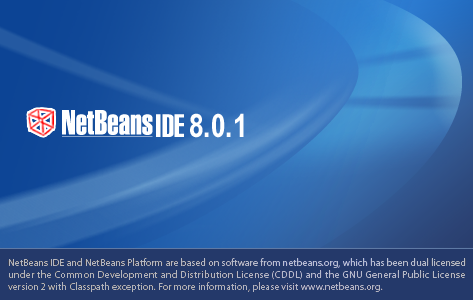 NetBeans IDE 8.0.1
NetBeans IDE and NetBeans Platform are based on software from netbeans.org, which has been dual licensed
under the Common Development and Distribution License (CDDL) and the GNU General Public License
version 2 with Classpath exception. For more information, please visit www.netbeans.org.